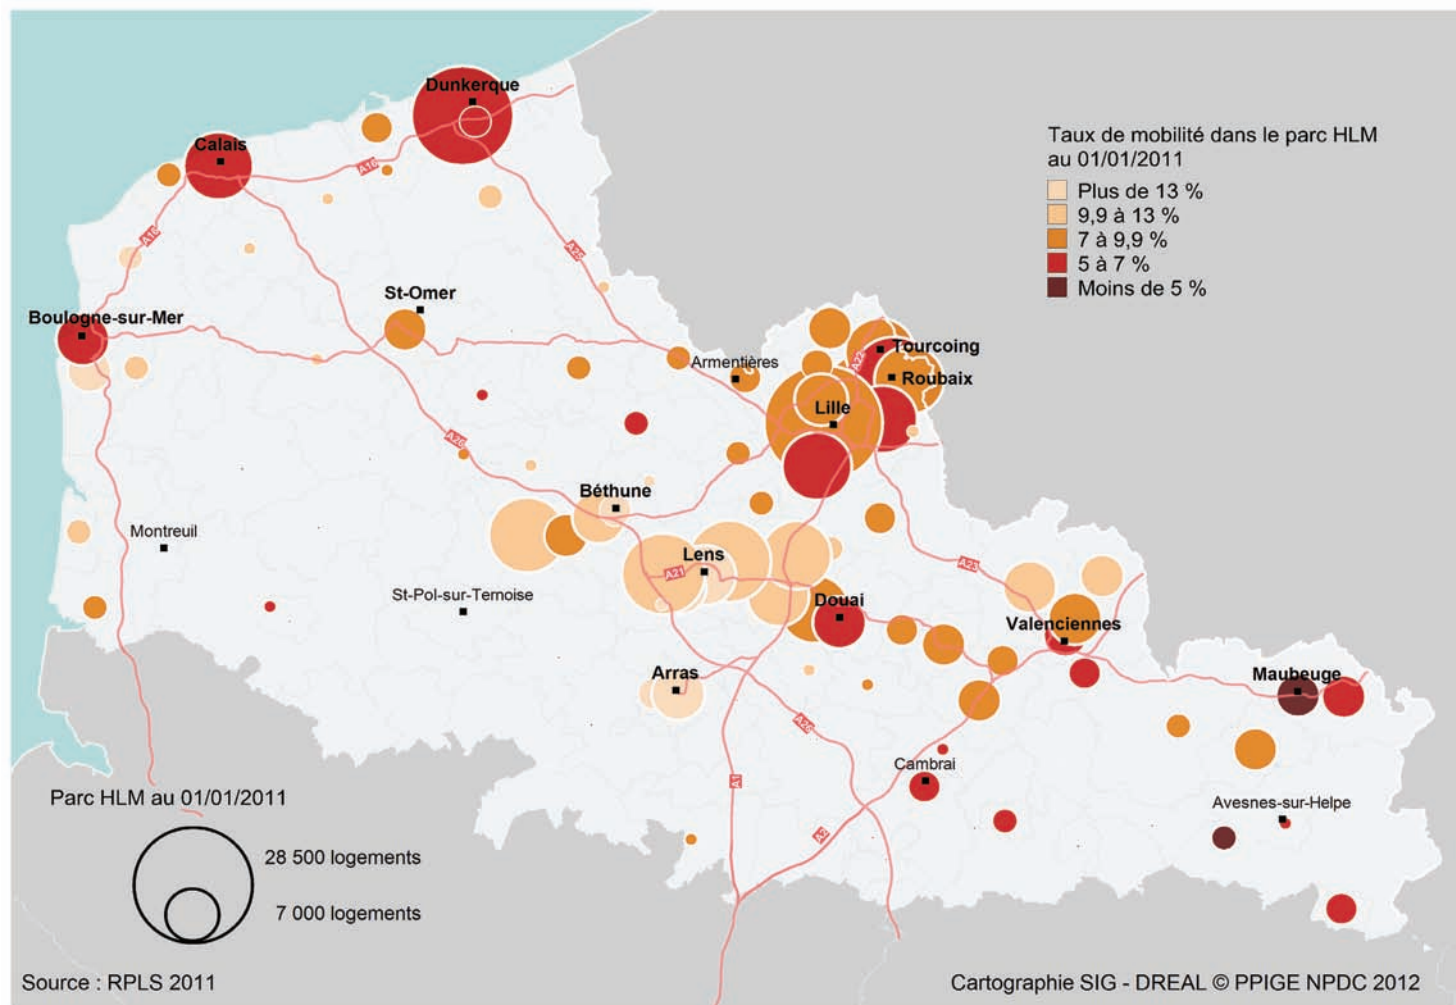 Dunkerque
Calais
A16
A16
A25
Boulogne-sur-Mer
St-Omer
Armentières
A22
Tourcoing
Roubaix
Lille
A26
Béthune
Montreuil
Lens
A21
A23
St-Pol-sur-Ternoise
Douai
Valenciennes
Arras
Maubeuge
A26
Cambrai
A1
A2
Avesnes-sur-Helpe
Taux de mobilité dans le parc HLM
au 01/01/2011
Plus de 13 %
9,9 à 13 %
7 à 9,9 %
5 à 7 %
Moins de 5 %
Parc HLM au 01/01/2011
28 500 logements
7 000 logements
Source : RPLS 2011
Cartographie SIG - DREAL © PPIGE NPDC 2012